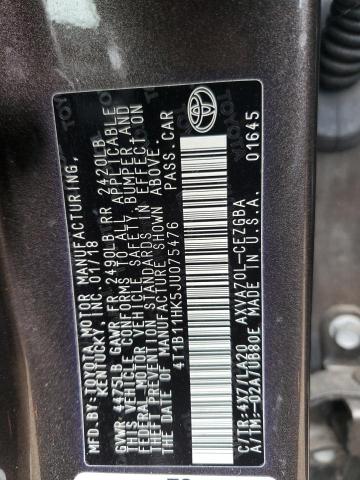 MFD.BY:TOYOTA MOTOR MANUFACTURING,
KENTUCKY, INC. 01/18
GVWR: 4475LB GAWR: FR 2490LB RR 2420LB
THIS VEHICLE CONFORMS TO ALL APPLICABLE
FEDERAL MOTOR VEHICLE SAFETY, BUMPER, AND
THEFT PREVENTION STANDARDS IN EFFECT ON
THE DATE OF MANUFACTURE SHOWN ABOVE.
4T1B11HK5JU075476 PASS.CAR
TOYOTA
C/TR: 4X7/LA20 AXVA70L-CEZGBA
A/TM:-02A/UB80E MADE IN U.S.A. 01645